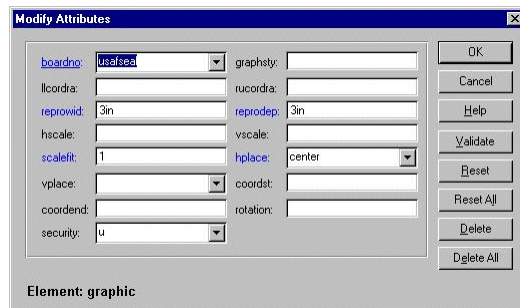 Modify Attributes
boardno: usafseal graphsty:
llcordra: rucordra:
reprowid: 3in reprodep: 3in
hscale: vscale:
scalefit: 1 hplace: center
vplace: coordst:
coordend: rotation:
security: u
OK
Cancel
Help
Validate
Reset
Reset All
Delete
Delete All
Element: graphic